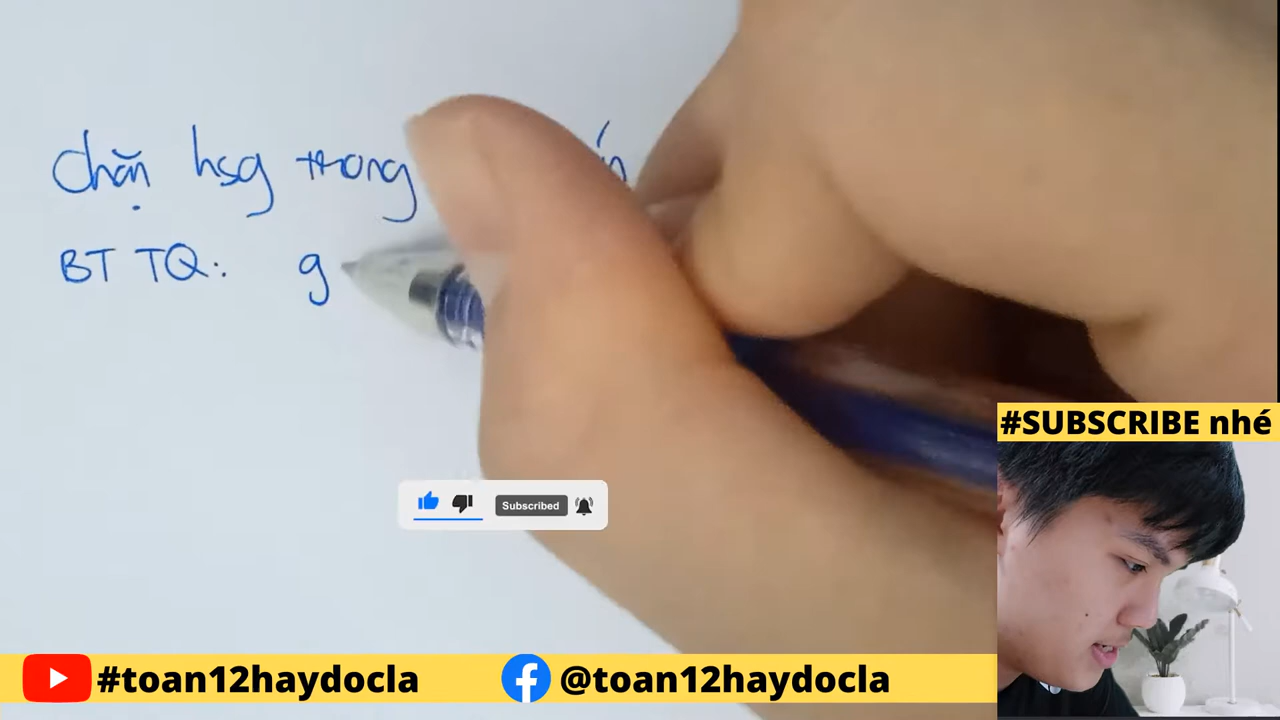 Chặn hsg trong
BT TQ: g
Subscribed
#SUBSCRIBE nhé
#toan12haydocla
@toan12haydocla